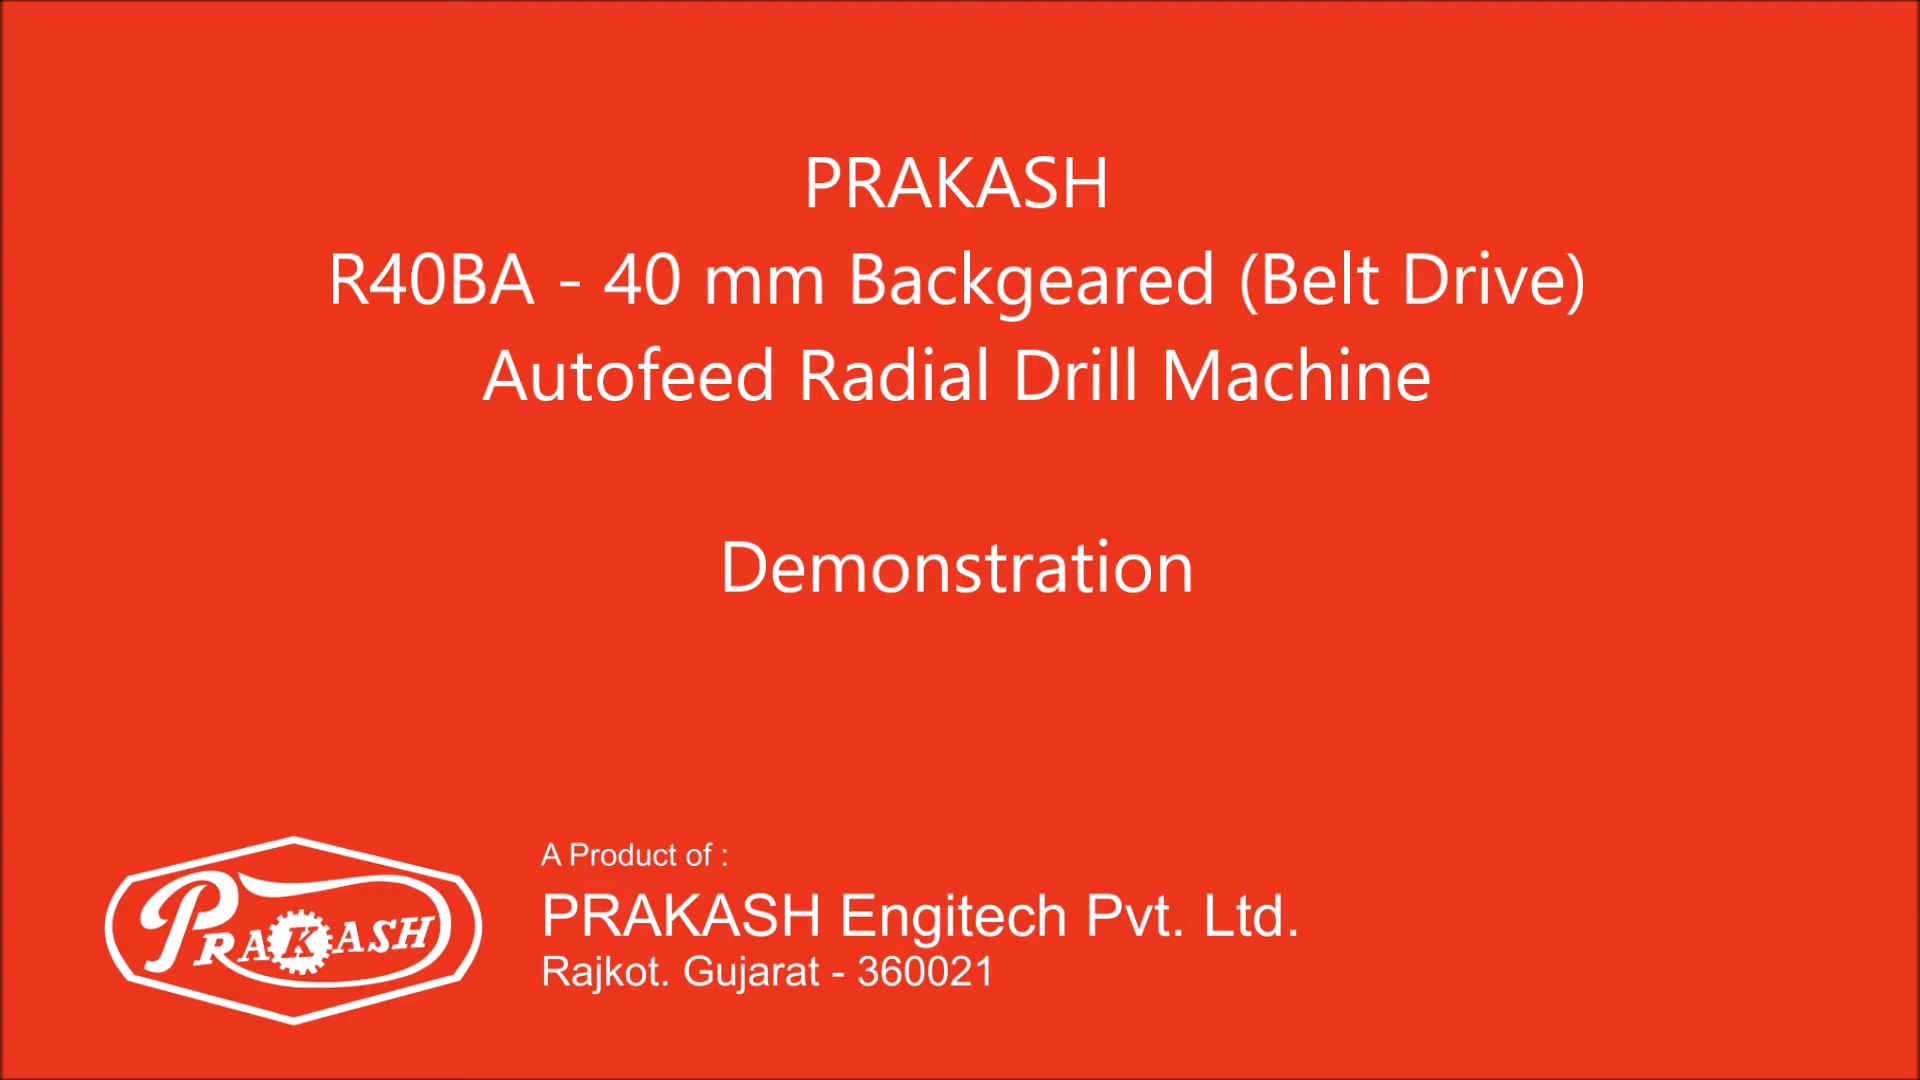 PRAKASH
R40BA - 40 mm Backgeared (Belt Drive)
Autofeed Radial Drill Machine
Demonstration
PRAKASH
A Product of :
PRAKASH Engitech Pvt. Ltd.
Rajkot. Gujarat - 360021